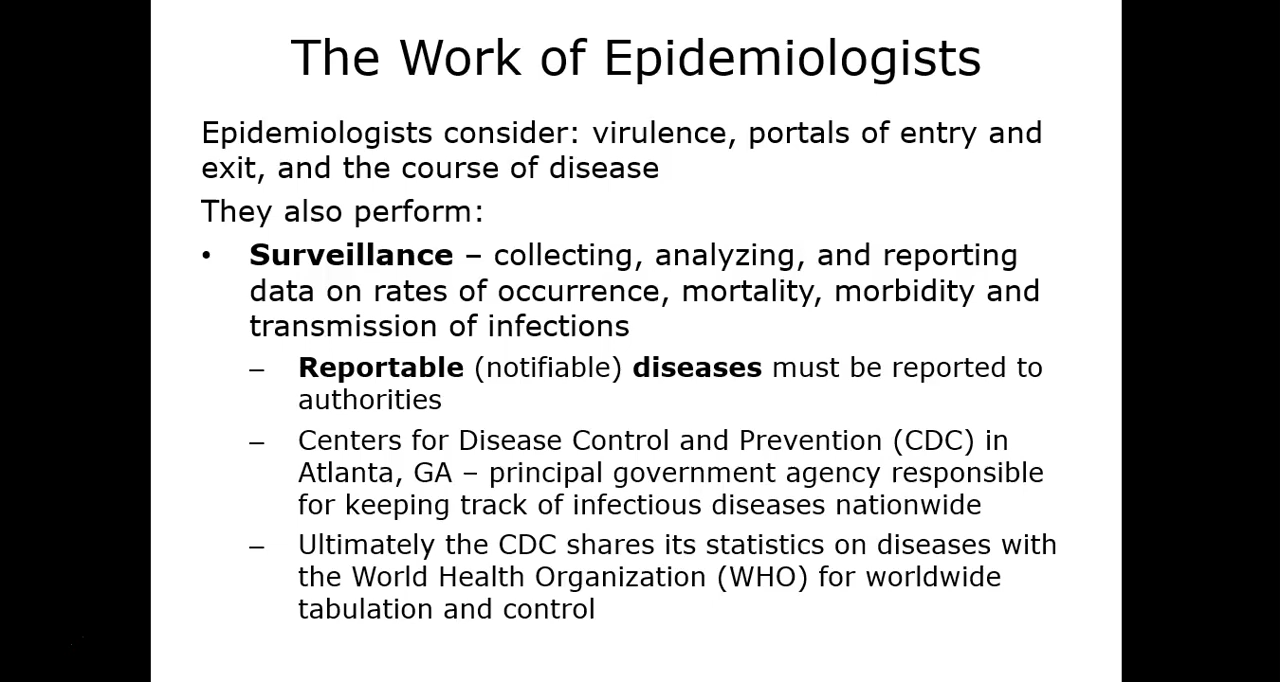 The Work of Epidemiologists
Epidemiologists consider: virulence, portals of entry and
exit, and the course of disease
They also perform:
• Surveillance – collecting, analyzing, and reporting
data on rates of occurrence, mortality, morbidity and
transmission of infections
– Reportable (notifiable) diseases must be reported to
authorities
– Centers for Disease Control and Prevention (CDC) in
Atlanta, GA – principal government agency responsible
for keeping track of infectious diseases nationwide
– Ultimately the CDC shares its statistics on diseases with
the World Health Organization (WHO) for worldwide
tabulation and control